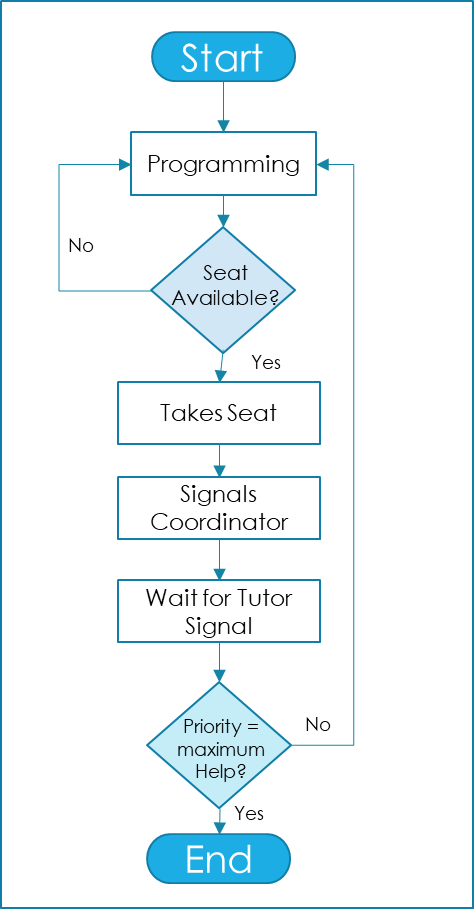 Start
Programming
No
Seat
Available?
Yes
Takes Seat
Signals
Coordinator
Wait for Tutor
Signal
Priority =
maximum
Help?
No
Yes
End